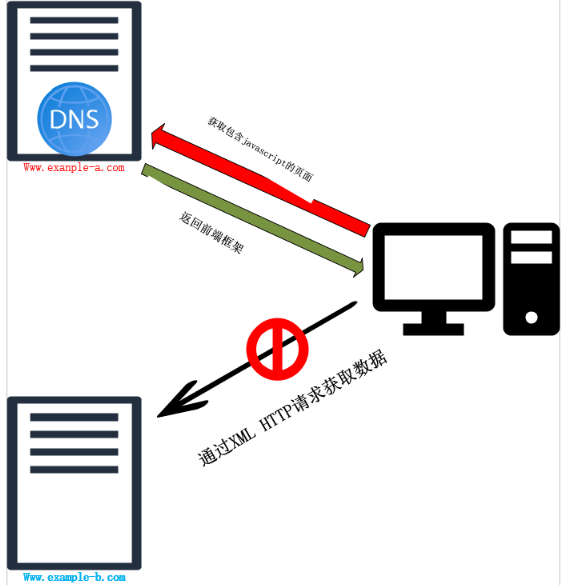 DNS
Www.exanple-a.com
获取包含javascript的页面
返回前端框架
通过XML HTTP请求获取数据
Www.example-b.com